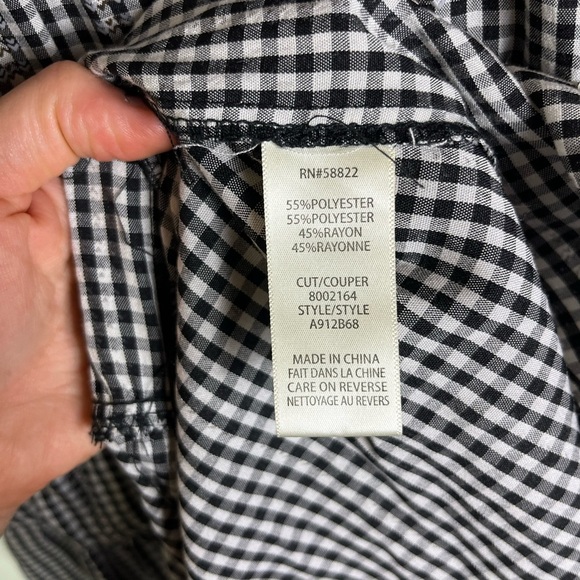 RN#58822
55%POLYESTER
55%POLYESTER
45%RAYON
45%RAYONNE
CUT/COUPER
8002164
STYLE/STYLE
A912B68
MADE IN CHINA
FAIT DANS LA CHINE
CARE ON REVERSE
NETTOYAGE AU REVERS